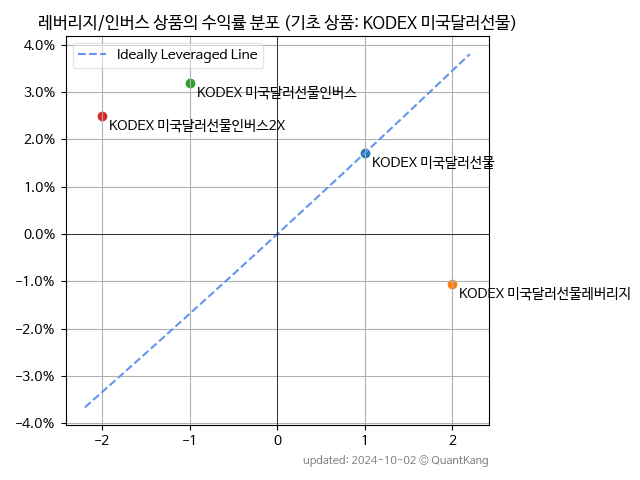 레버리지/인버스 상품의 수익률 분포 (기초 상품: KODEX 미국달러선물)
4.0%
Ideally Leveraged Line
3.0%
KODEX 미국달러선물인버스
KODEX 미국달러선물인버스2X
2.0%
KODEX 미국달러선물
1.0%
0.0%
-1.0%
KODEX 미국달러선물레버리지
-2.0%
-3.0%
-4.0%
-2 -1 0 1 2
updated: 2024-10-02 © QuantKang